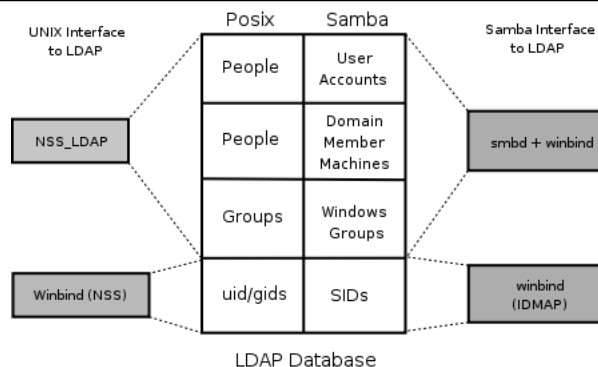 Posix
Samba
UNIX Interface
to LDAP
Samba Interface
to LDAP
People
User
Accounts
NSS_LDAP
People
Domain
Member
Machines
smbd + winbind
Groups
Windows
Groups
Winbind (NSS)
uid/gids
SIDs
winbind
(IDMAP)
LDAP Database